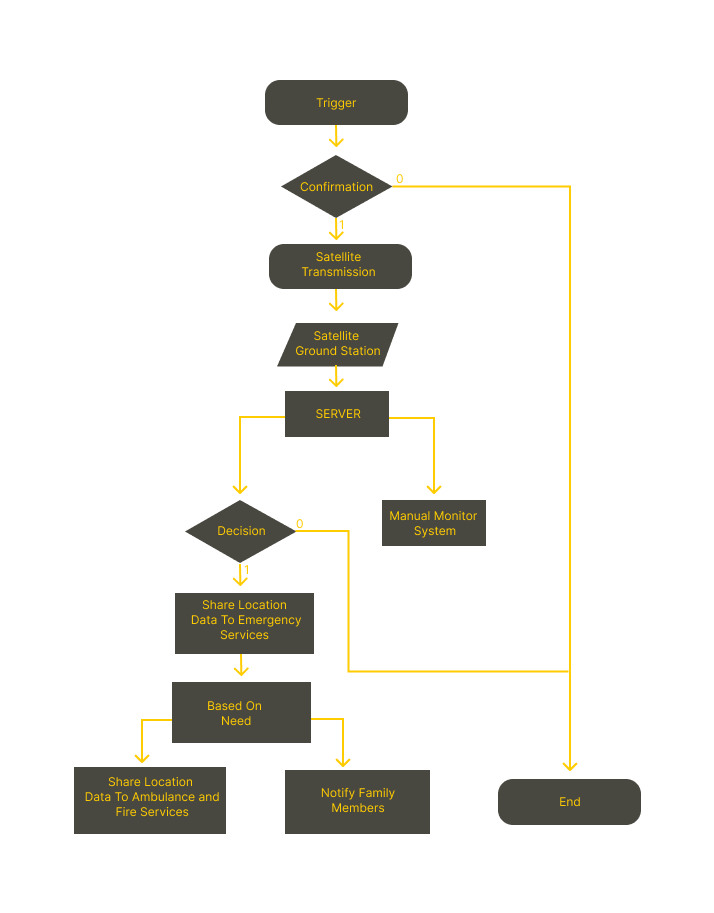 Trigger
Confirmation
0
1
Satellite
Transmission
Satellite
Ground Station
SERVER
Manual Monitor
System
Decision
0
1
Share Location
Data To Emergency
Services
Based On
Need
Share Location
Data To Ambulance and
Fire Services
Notify Family
Members
End